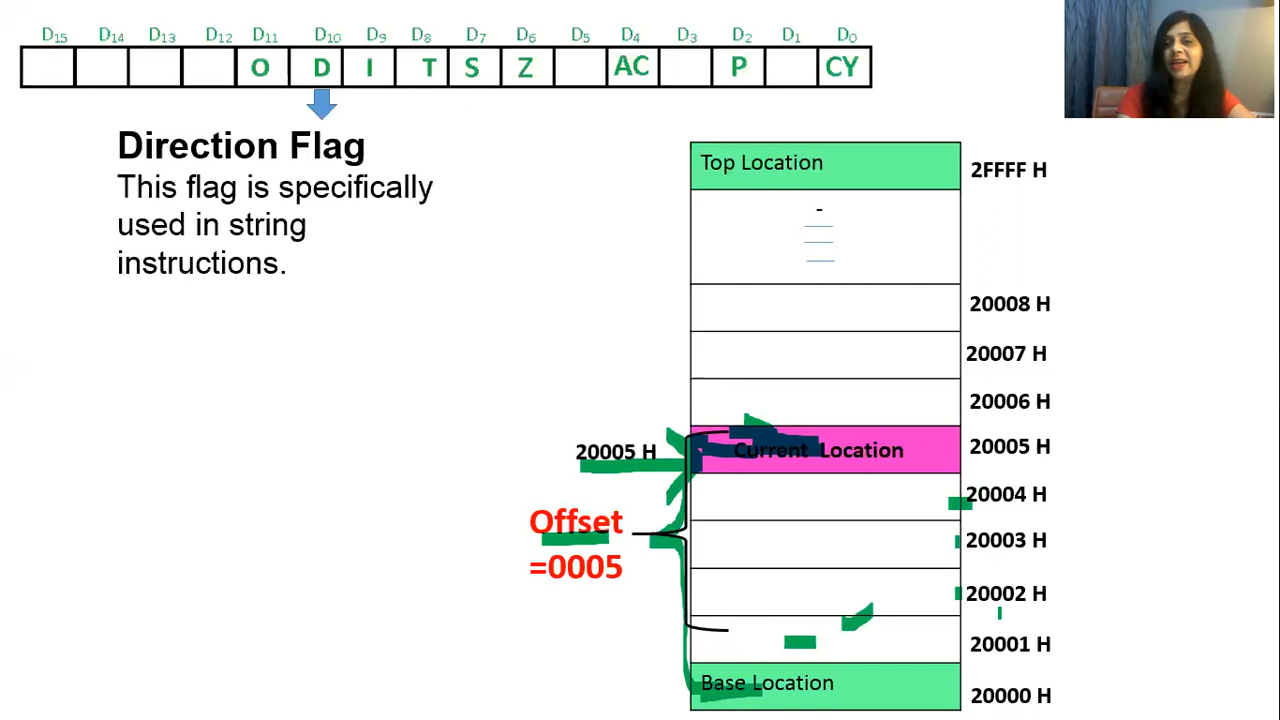 D15 D14 D13 D12 D11 D10 D9 D8 D7 D6 D5 D4 D3 D2 D1 D0
O D I T S Z AC P CY
Direction Flag
This flag is specifically
used in string
instructions.
Top Location 2FFFF H
-
20008 H
20007 H
20006 H
20005 H Current Location 20005 H
20004 H
Offset
=0005
20003 H
20002 H
20001 H
Base Location 20000 H